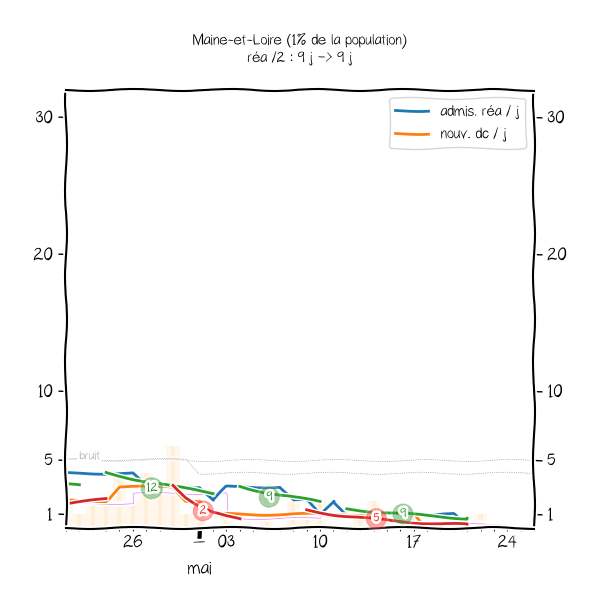 Maine-et-Loire (1% de la population)
réa /2 : 9 j -> 9 j
admis. réa / j
nouv. dc / j
30 30
20 20
10 10
5 5
1 1
bruit
12 2 9 5 9
26 03 10 17 24
mai